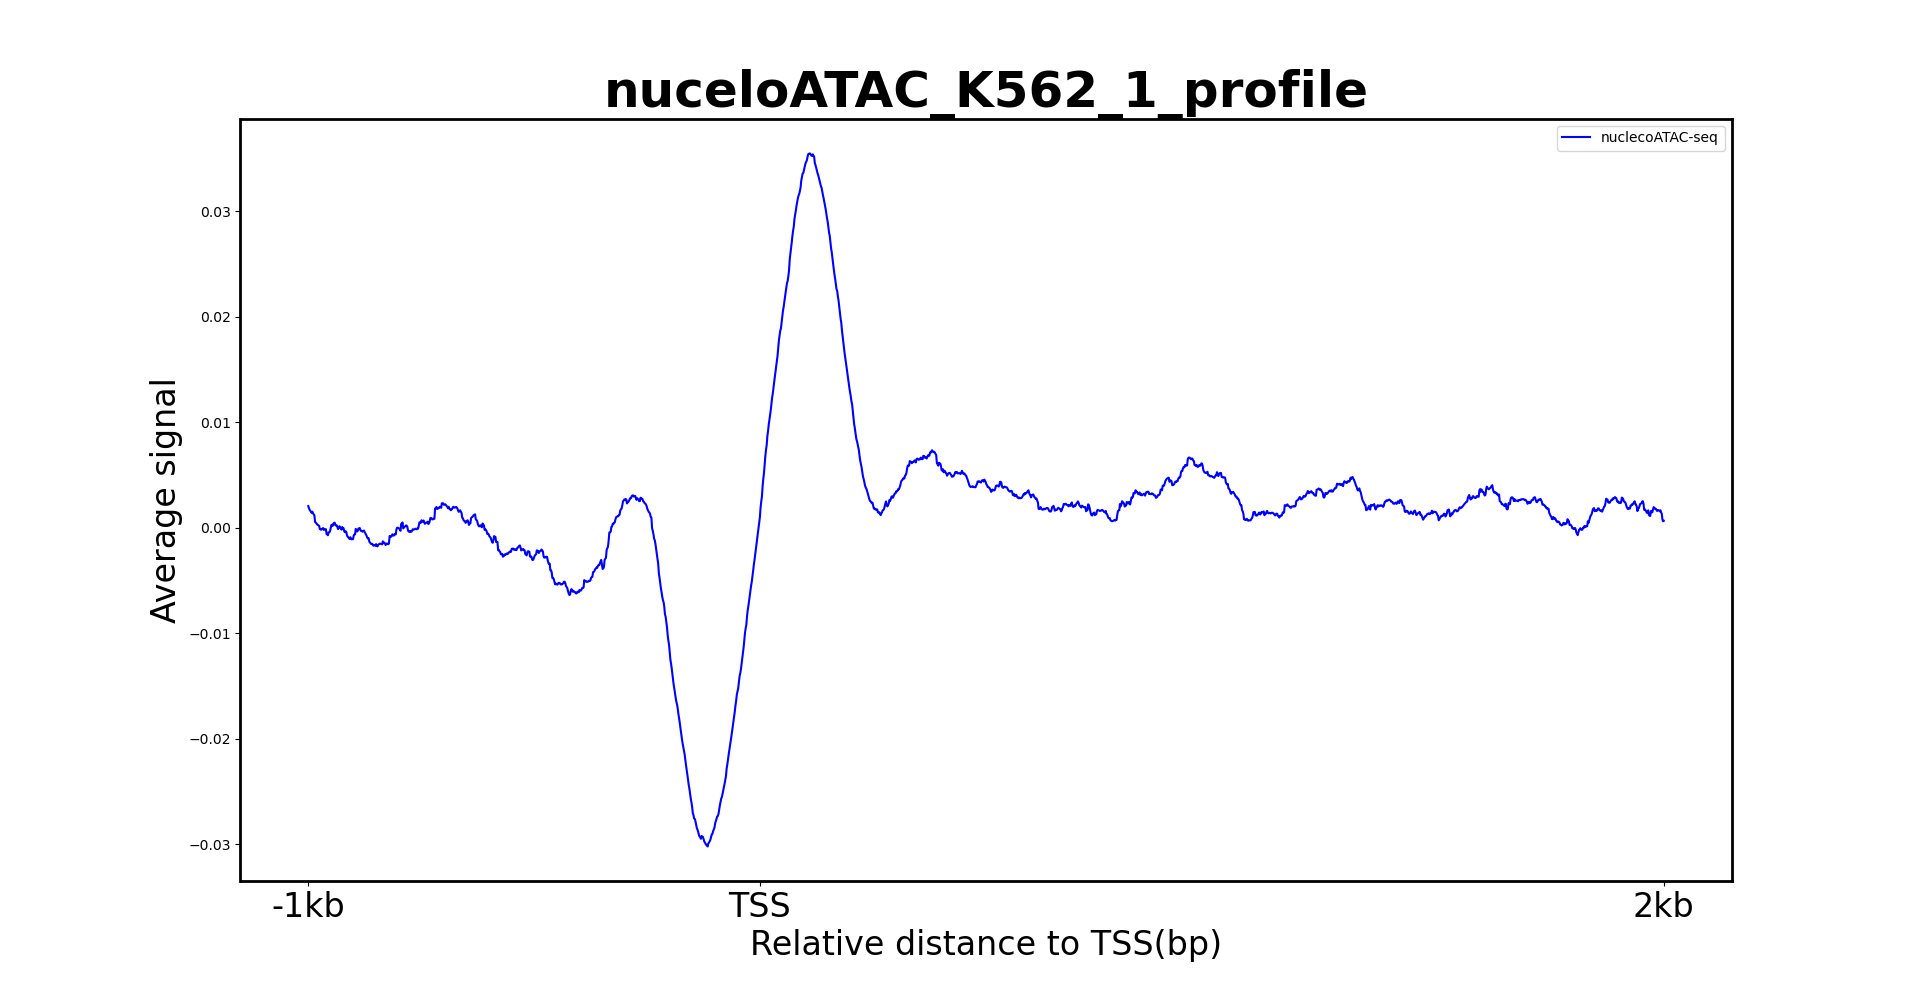 nuceloATAC_K562_1_profile
nuclecoATAC-seq
Average signal
0.03
0.02
0.01
0.00
−0.01
−0.02
−0.03
-1kb
TSS
2kb
Relative distance to TSS(bp)